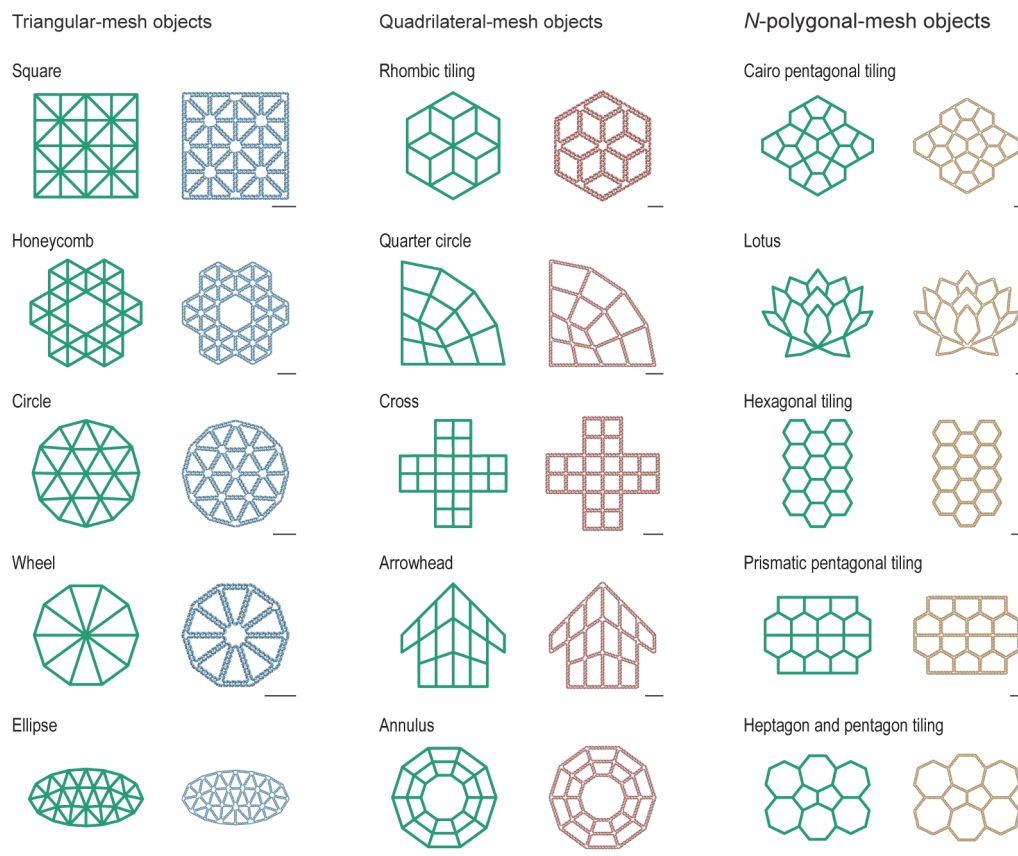 Triangular-mesh objects
Quadrilateral-mesh objects
N-polygonal-mesh objects
Square
Rhombic tiling
Cairo pentagonal tiling
Honeycomb
Quarter circle
Lotus
Circle
Cross
Hexagonal tiling
Wheel
Arrowhead
Prismatic pentagonal tiling
Ellipse
Annulus
Heptagon and pentagon tiling